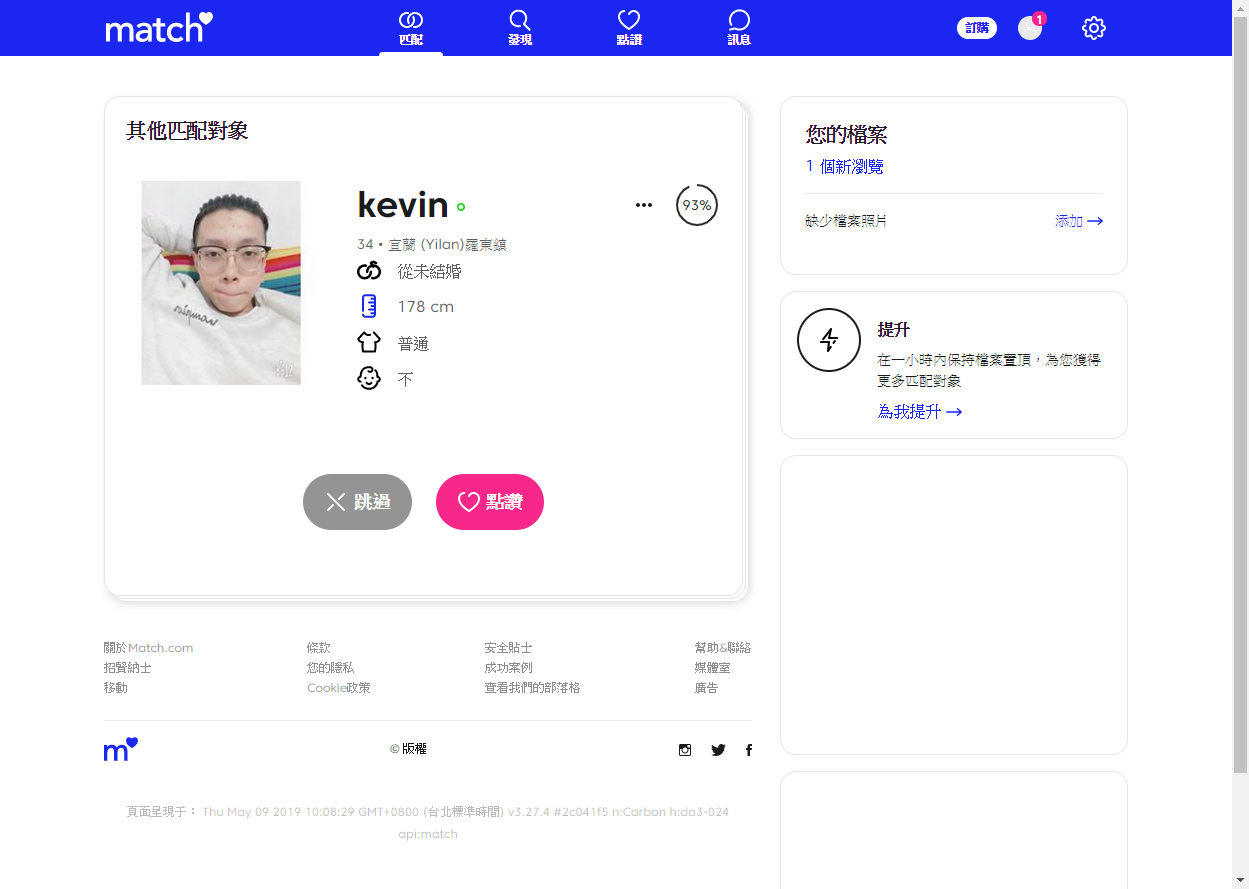 match
匹配
發現
點讚
訊息
訂購
1
其他匹配對象
kevin
93%
34 • 宜蘭 (Yilan)羅東鎮
從未結婚
178 cm
普通
不
跳過
點讚
您的檔案
1 個新瀏覽
缺少檔案照片
添加
提升
在一小時內保持檔案置頂，為您獲得
更多匹配對象
為我提升
關於Match.com
招賢納士
移動
條款
您的隱私
Cookie政策
安全貼士
成功案例
查看我們的部落格
幫助&聯絡
媒體室
廣告
m
© 版權
頁面呈現于： Thu May 09 2019 10:08:29 GMT+0800 (台北標準時間) v3.27.4 #2c041f5 n:Carbon h:da3-024
api:match